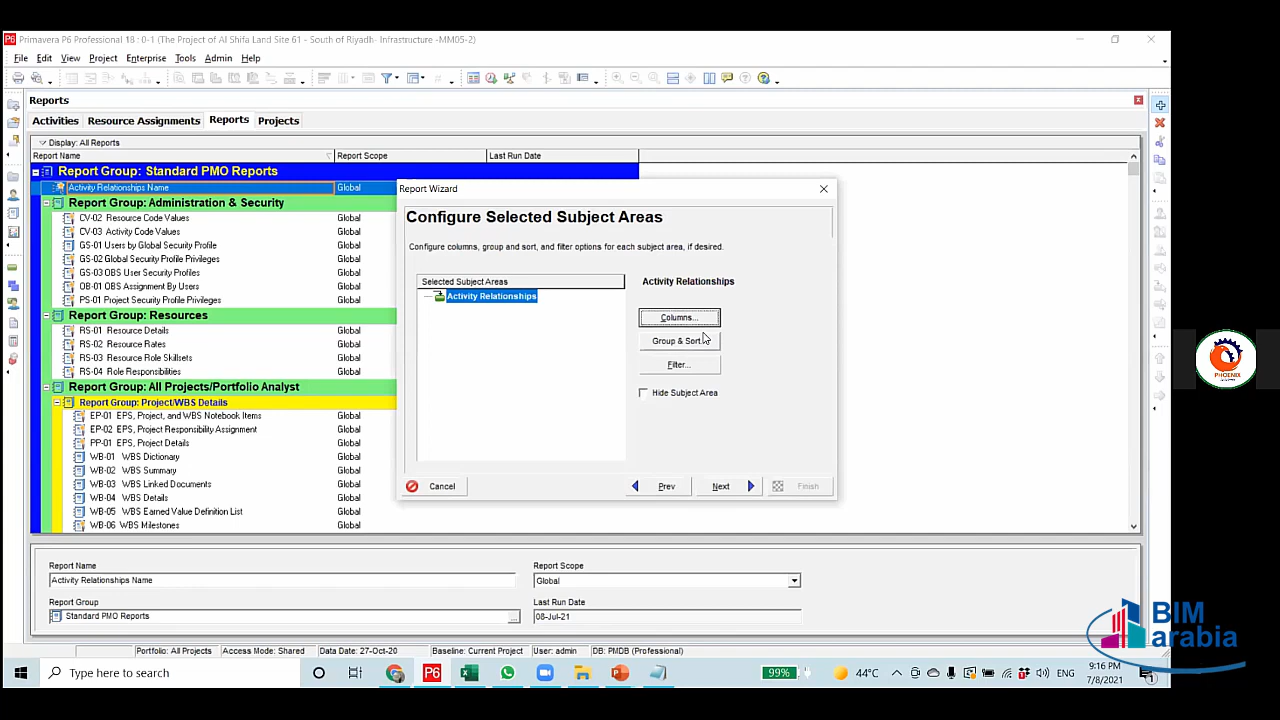 Primavera P6 Professional 18 : 0-1 (The Project of Al Shifa Land Site 61 - South of Riyadh- Infrastructure -MM05-2)
File Edit View Project Enterprise Tools Admin Help
Reports
Activities Resource Assignments Reports Projects
Display: All Reports
Report Name Report Scope Last Run Date
Report Group: Standard PMO Reports
Activity Relationships Name Global
Report Group: Administration & Security
CV-02 Resource Code Values Global
CV-03 Activity Code Values Global
GS-01 Users by Global Security Profile Global
GS-02 Global Security Profile Privileges Global
GS-03 OBS User Security Profiles Global
OB-01 OBS Assignment By Users Global
PS-01 Project Security Profile Privileges Global
Report Group: Resources
RS-01 Resource Details Global
RS-02 Resource Rates Global
RS-03 Resource Role Skillsets Global
RS-04 Role Responsibilities Global
Report Group: All Projects/Portfolio Analyst
Report Group: Project/WBS Details
EP-01 EPS, Project, and WBS Notebook Items Global
EP-02 EPS, Project Responsibility Assignment Global
PP-01 EPS, Project Details Global
WB-01 WBS Dictionary Global
WB-02 WBS Summary Global
WB-03 WBS Linked Documents Global
WB-04 WBS Details Global
WB-05 WBS Earned Value Definition List Global
WB-06 WBS Milestones Global
Report Wizard
Configure Selected Subject Areas
Configure columns, group and sort, and filter options for each subject area, if desired.
Selected Subject Areas
Activity Relationships
Activity Relationships
Columns...
Group & Sort...
Filter...
Hide Subject Area
Cancel Prev Next Finish
Report Name Report Scope
Activity Relationships Name Global
Report Group Last Run Date
Standard PMO Reports ... 08-Jul-21
Portfolio: All Projects Access Mode: Shared Data Date: 27-Oct-20 Baseline: Current Project User: admin DB: PMDB (Professional)
Type here to search
P6
99% 44°C ENG
9:16 PM
7/8/2021
PHOENIX
BIM
arabia